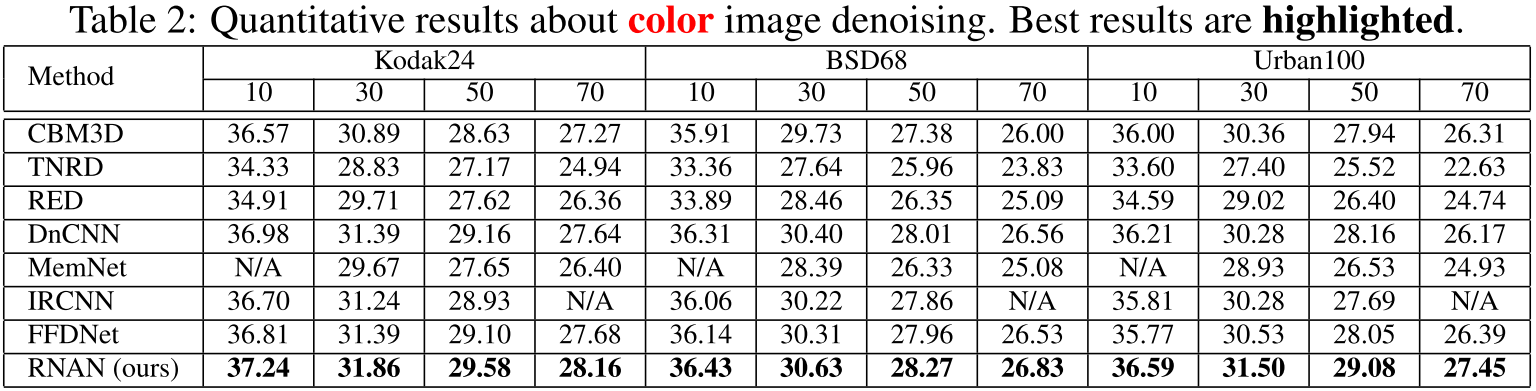 Table 2: Quantitative results about color image denoising. Best results are highlighted.
Method Kodak24 BSD68 Urban100
10 30 50 70 10 30 50 70 10 30 50 70
CBM3D 36.57 30.89 28.63 27.27 35.91 29.73 27.38 26.00 36.00 30.36 27.94 26.31
TNRD 34.33 28.83 27.17 24.94 33.36 27.64 25.96 23.83 33.60 27.40 25.52 22.63
RED 34.91 29.71 27.62 26.36 33.89 28.46 26.35 25.09 34.59 29.02 26.40 24.74
DnCNN 36.98 31.39 29.16 27.64 36.31 30.40 28.01 26.56 36.21 30.28 28.16 26.17
MemNet N/A 29.67 27.65 26.40 N/A 28.39 26.33 25.08 N/A 28.93 26.53 24.93
IRCNN 36.70 31.24 28.93 N/A 36.06 30.22 27.86 N/A 35.81 30.28 27.69 N/A
FFDNet 36.81 31.39 29.10 27.68 36.14 30.31 27.96 26.53 35.77 30.53 28.05 26.39
RNAN (ours) 37.24 31.86 29.58 28.16 36.43 30.63 28.27 26.83 36.59 31.50 29.08 27.45